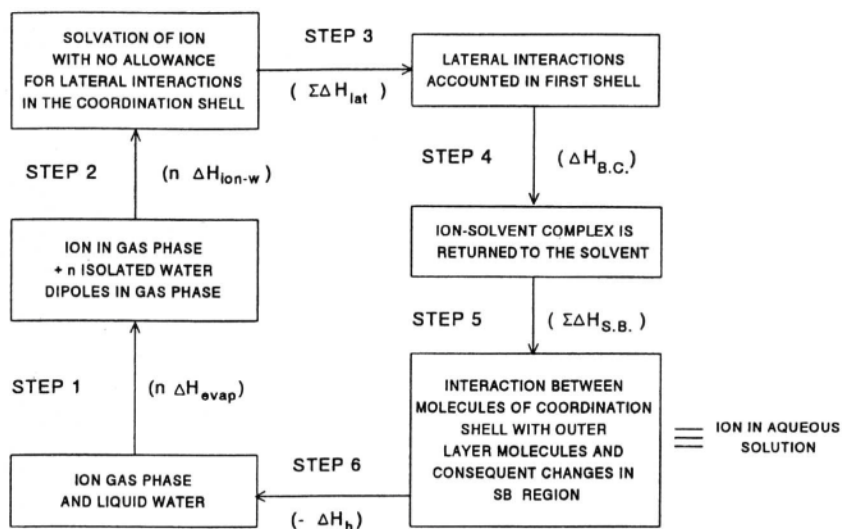 SOLVATION OF ION
WITH NO ALLOWANCE
FOR LATERAL INTERACTIONS
IN THE COORDINATION SHELL
STEP 3
( ΣΔH_lat )
LATERAL INTERACTIONS
ACCOUNTED IN FIRST SHELL
STEP 2
(n ΔH_ion-w)
STEP 4
(ΔH_B.C.)
ION IN GAS PHASE
+ n ISOLATED WATER
DIPOLES IN GAS PHASE
ION-SOLVENT COMPLEX IS
RETURNED TO THE SOLVENT
STEP 1
(n ΔH_evap)
STEP 5
( ΣΔH_S.B. )
INTERACTION BETWEEN
MOLECULES OF COORDINATION
SHELL WITH OUTER
LAYER MOLECULES AND
CONSEQUENT CHANGES IN
SB REGION
≡ ION IN AQUEOUS
SOLUTION
ION GAS PHASE
AND LIQUID WATER
STEP 6
(- ΔH_h)